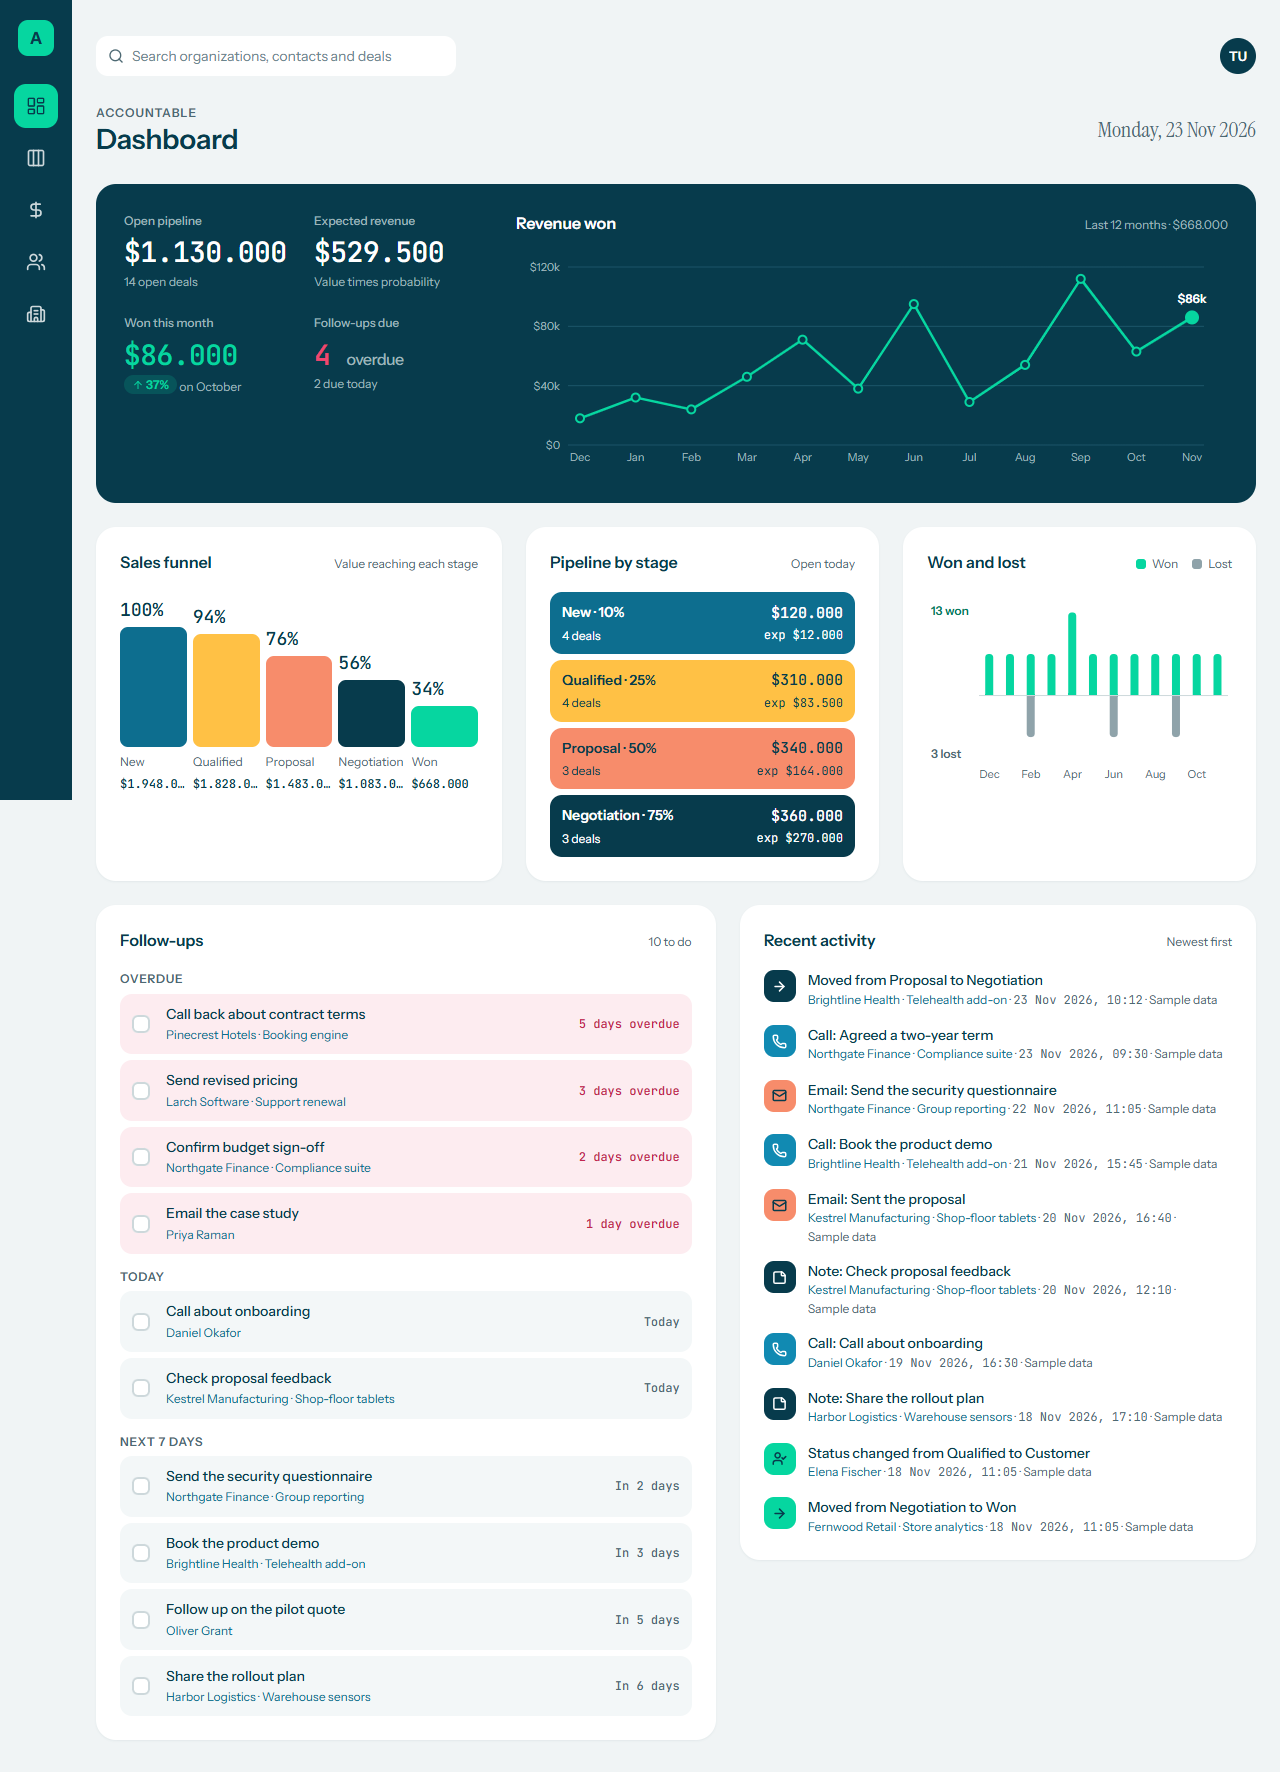 A
Search organizations, contacts and deals
TU
ACCOUNTABLE
Dashboard
Monday, 23 Nov 2026
Open pipeline
$1.130.000
14 open deals
Expected revenue
$529.500
Value times probability
Won this month
$86.000
↑ 37% on October
Follow-ups due
4 overdue
2 due today
Revenue won
Last 12 months · $668.000
$120k
$80k
$40k
$0
$86k
Dec Jan Feb Mar Apr May Jun Jul Aug Sep Oct Nov
Sales funnel
Value reaching each stage
100%
94%
76%
56%
34%
New Qualified Proposal Negotiation Won
$1.948.0… $1.828.0… $1.483.0… $1.083.0… $668.000
Pipeline by stage
Open today
New · 10% $120.000
4 deals exp $12.000
Qualified · 25% $310.000
4 deals exp $83.500
Proposal · 50% $340.000
3 deals exp $164.000
Negotiation · 75% $360.000
3 deals exp $270.000
Won and lost
Won Lost
13 won
3 lost
Dec Feb Apr Jun Aug Oct
Follow-ups
10 to do
OVERDUE
Call back about contract terms
Pinecrest Hotels · Booking engine
5 days overdue
Send revised pricing
Larch Software · Support renewal
3 days overdue
Confirm budget sign-off
Northgate Finance · Compliance suite
2 days overdue
Email the case study
Priya Raman
1 day overdue
TODAY
Call about onboarding
Daniel Okafor
Today
Check proposal feedback
Kestrel Manufacturing · Shop-floor tablets
Today
NEXT 7 DAYS
Send the security questionnaire
Northgate Finance · Group reporting
In 2 days
Book the product demo
Brightline Health · Telehealth add-on
In 3 days
Follow up on the pilot quote
Oliver Grant
In 5 days
Share the rollout plan
Harbor Logistics · Warehouse sensors
In 6 days
Recent activity
Newest first
Moved from Proposal to Negotiation
Brightline Health · Telehealth add-on · 23 Nov 2026, 10:12 · Sample data
Call: Agreed a two-year term
Northgate Finance · Compliance suite · 23 Nov 2026, 09:30 · Sample data
Email: Send the security questionnaire
Northgate Finance · Group reporting · 22 Nov 2026, 11:05 · Sample data
Call: Book the product demo
Brightline Health · Telehealth add-on · 21 Nov 2026, 15:45 · Sample data
Email: Sent the proposal
Kestrel Manufacturing · Shop-floor tablets · 20 Nov 2026, 16:40 ·
Sample data
Note: Check proposal feedback
Kestrel Manufacturing · Shop-floor tablets · 20 Nov 2026, 12:10 ·
Sample data
Call: Call about onboarding
Daniel Okafor · 19 Nov 2026, 16:30 · Sample data
Note: Share the rollout plan
Harbor Logistics · Warehouse sensors · 18 Nov 2026, 17:10 · Sample data
Status changed from Qualified to Customer
Elena Fischer · 18 Nov 2026, 11:05 · Sample data
Moved from Negotiation to Won
Fernwood Retail · Store analytics · 18 Nov 2026, 11:05 · Sample data